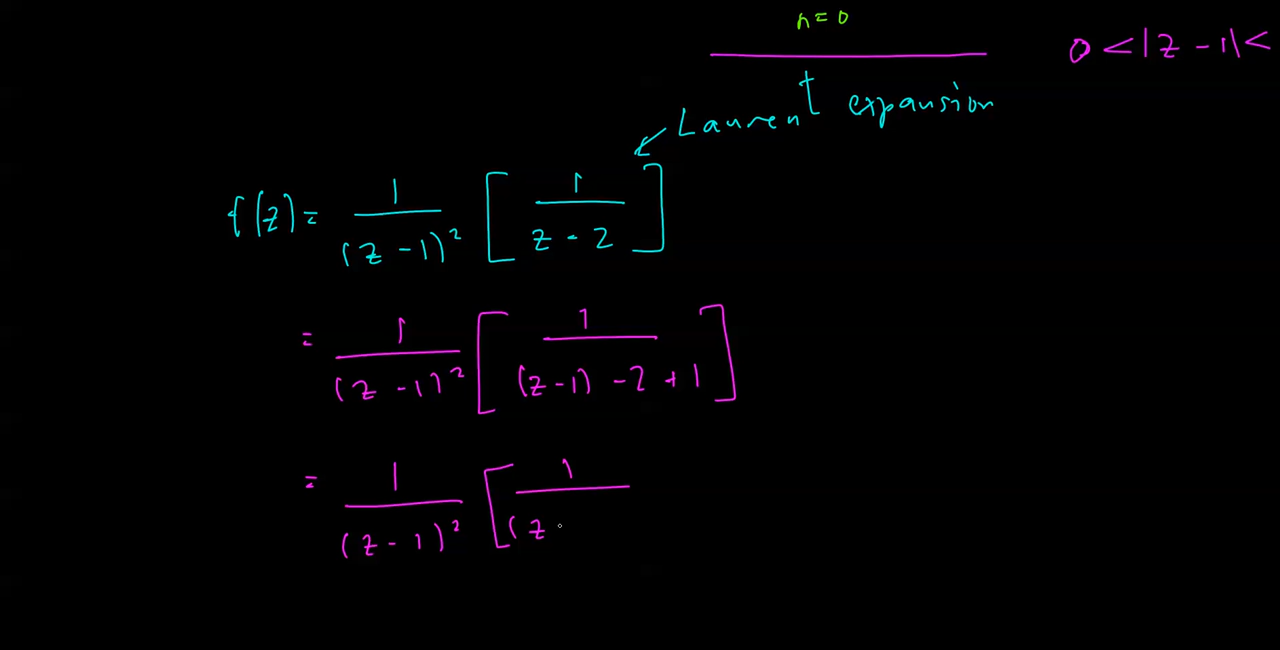 n = 0
0 < |z - 1| <
Laurent expansion
f(z) = 1/(z - 1)² [ 1/(z - 2) ]
= 1/(z - 1)² [ 1/((z - 1) - 2 + 1) ]
= 1/(z - 1)² [ 1/(z